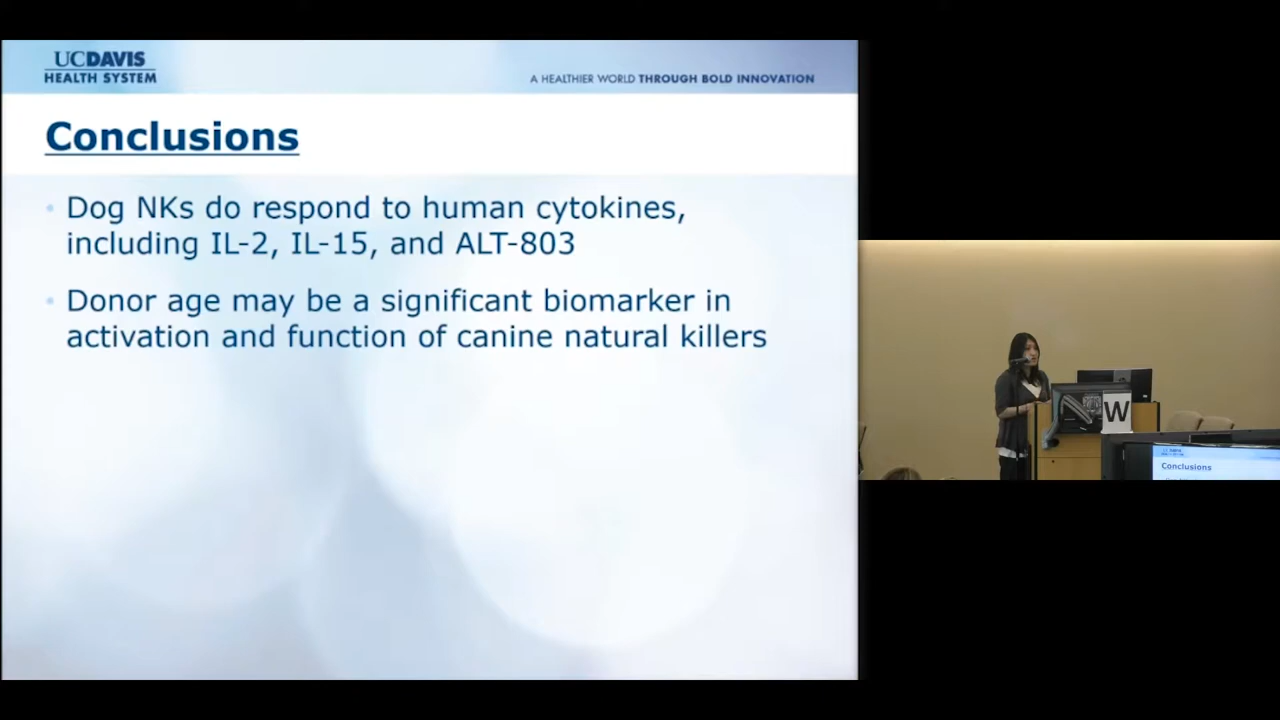 UCDAVIS
HEALTH SYSTEM
A HEALTHIER WORLD THROUGH BOLD INNOVATION
Conclusions
• Dog NKs do respond to human cytokines,
including IL-2, IL-15, and ALT-803
• Donor age may be a significant biomarker in
activation and function of canine natural killers
W
Conclusions